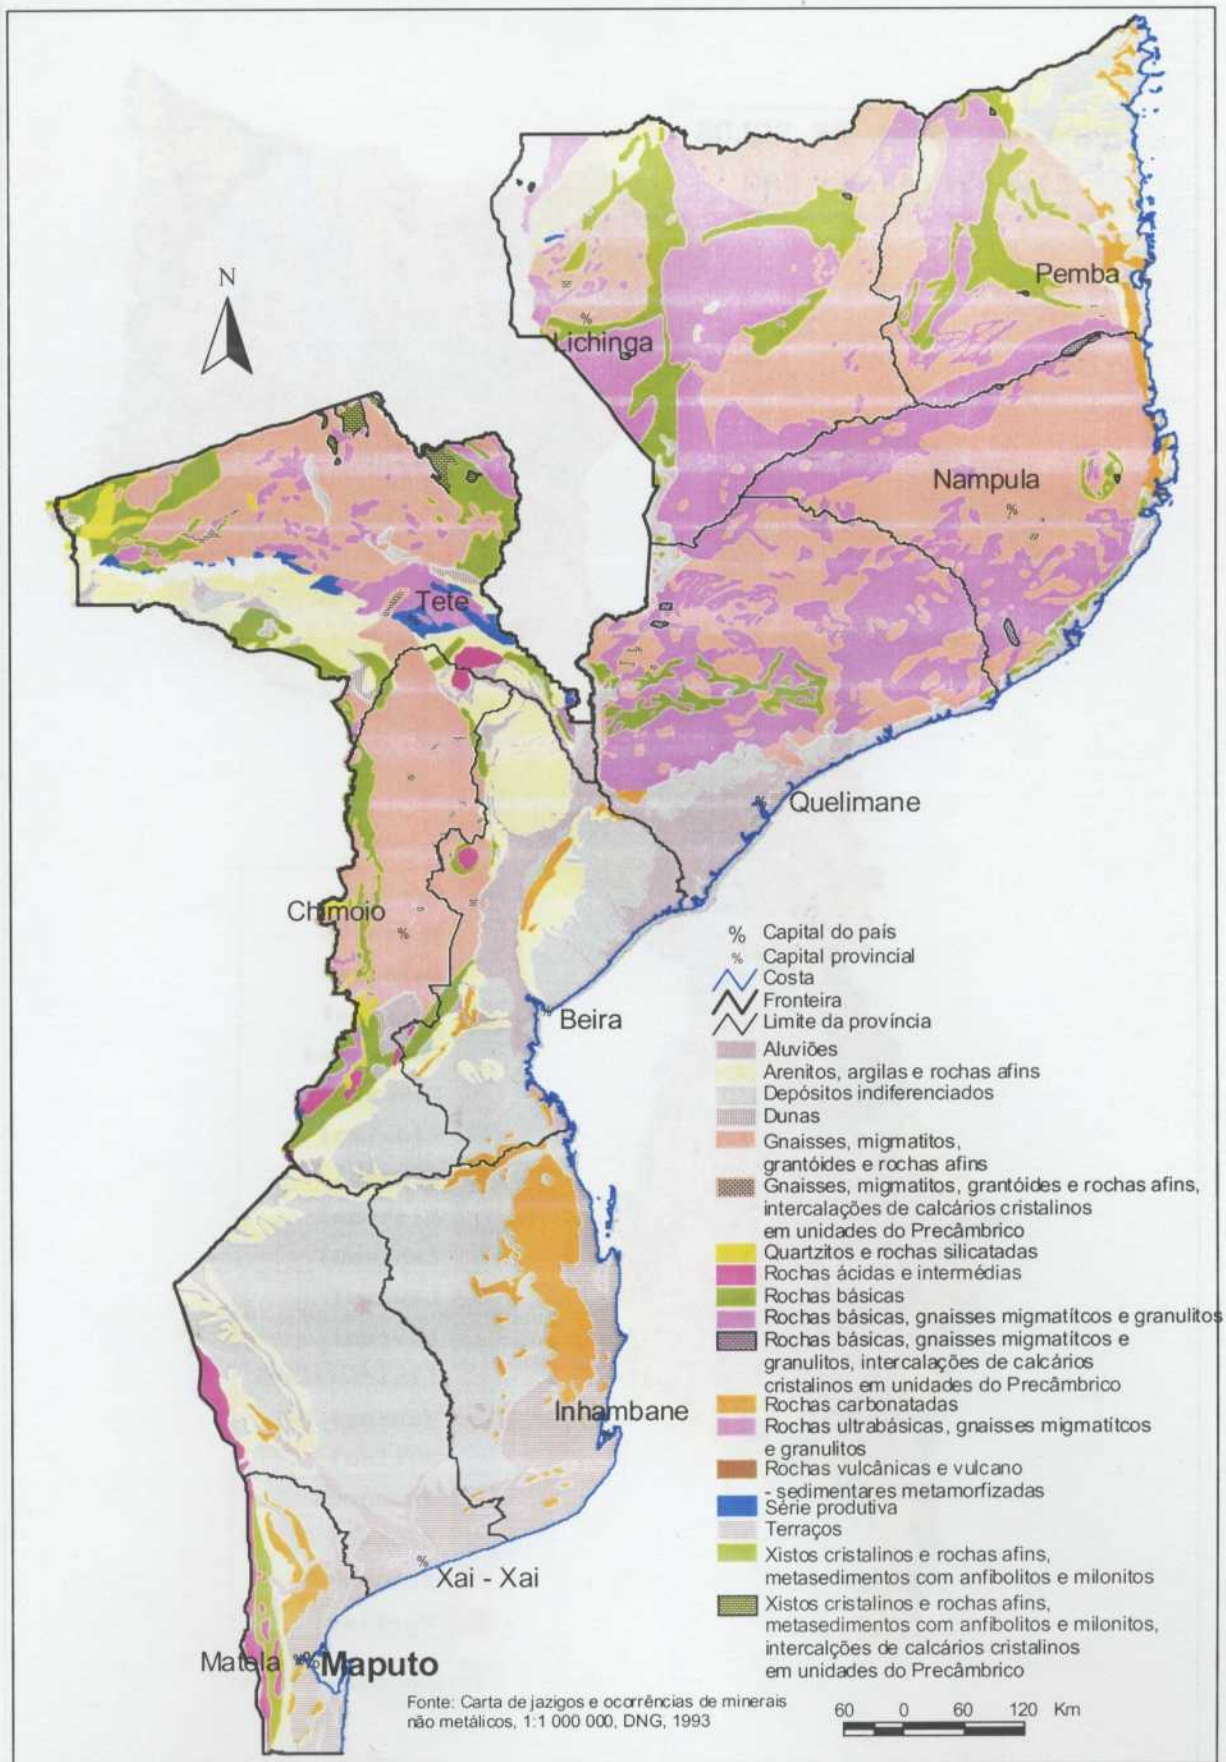 N
Pemba
Lichinga
Nampula
Tete
Quelimane
Chimoio
Beira
Inhambane
Xai - Xai
Matola
Maputo
% Capital do país
% Capital provincial
Costa
Fronteira
Limite da província
Aluviões
Arenitos, argilas e rochas afins
Depósitos indiferenciados
Dunas
Gnaisses, migmatitos,
grantóides e rochas afins
Gnaisses, migmatitos, grantóides e rochas afins,
intercalações de calcários cristalinos
em unidades do Precâmbrico
Quartzitos e rochas silicatadas
Rochas ácidas e intermédias
Rochas básicas
Rochas básicas, gnaisses migmatítcos e granulitos
Rochas básicas, gnaisses migmatítcos e
granulitos, intercalações de calcários
cristalinos em unidades do Precâmbrico
Rochas carbonatadas
Rochas ultrabásicas, gnaisses migmatítcos
e granulitos
Rochas vulcânicas e vulcano
- sedimentares metamorfizadas
Série produtiva
Terraços
Xistos cristalinos e rochas afins,
metasedimentos com anfibolitos e milonitos
Xistos cristalinos e rochas afins,
metasedimentos com anfibolitos e milonitos,
intercalções de calcários cristalinos
em unidades do Precâmbrico
Fonte: Carta de jazigos e ocorrências de minerais
não metálicos, 1:1 000 000, DNG, 1993
60 0 60 120 Km